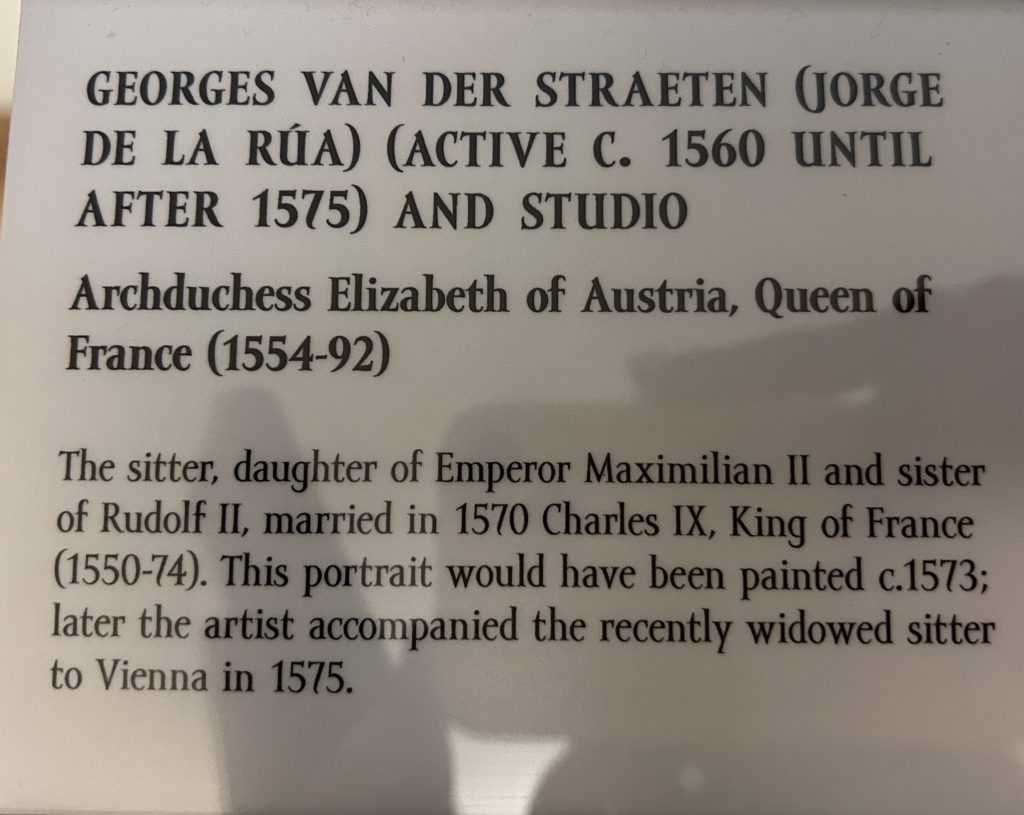 GEORGES VAN DER STRAETEN (JORGE
DE LA RÚA) (ACTIVE C. 1560 UNTIL
AFTER 1575) AND STUDIO
Archduchess Elizabeth of Austria, Queen of
France (1554-92)
The sitter, daughter of Emperor Maximilian II and sister
of Rudolf II, married in 1570 Charles IX, King of France
(1550-74). This portrait would have been painted c.1573;
later the artist accompanied the recently widowed sitter
to Vienna in 1575.